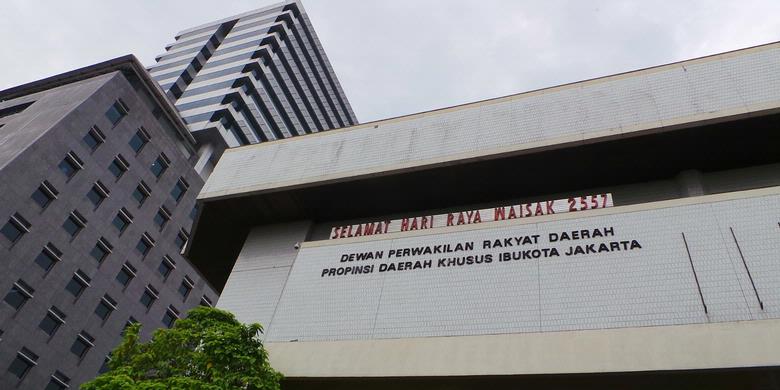 SELAMAT HARI RAYA WAISAK 2557
DEWAN PERWAKILAN RAKYAT DAERAH
PROPINSI DAERAH KHUSUS IBUKOTA JAKARTA